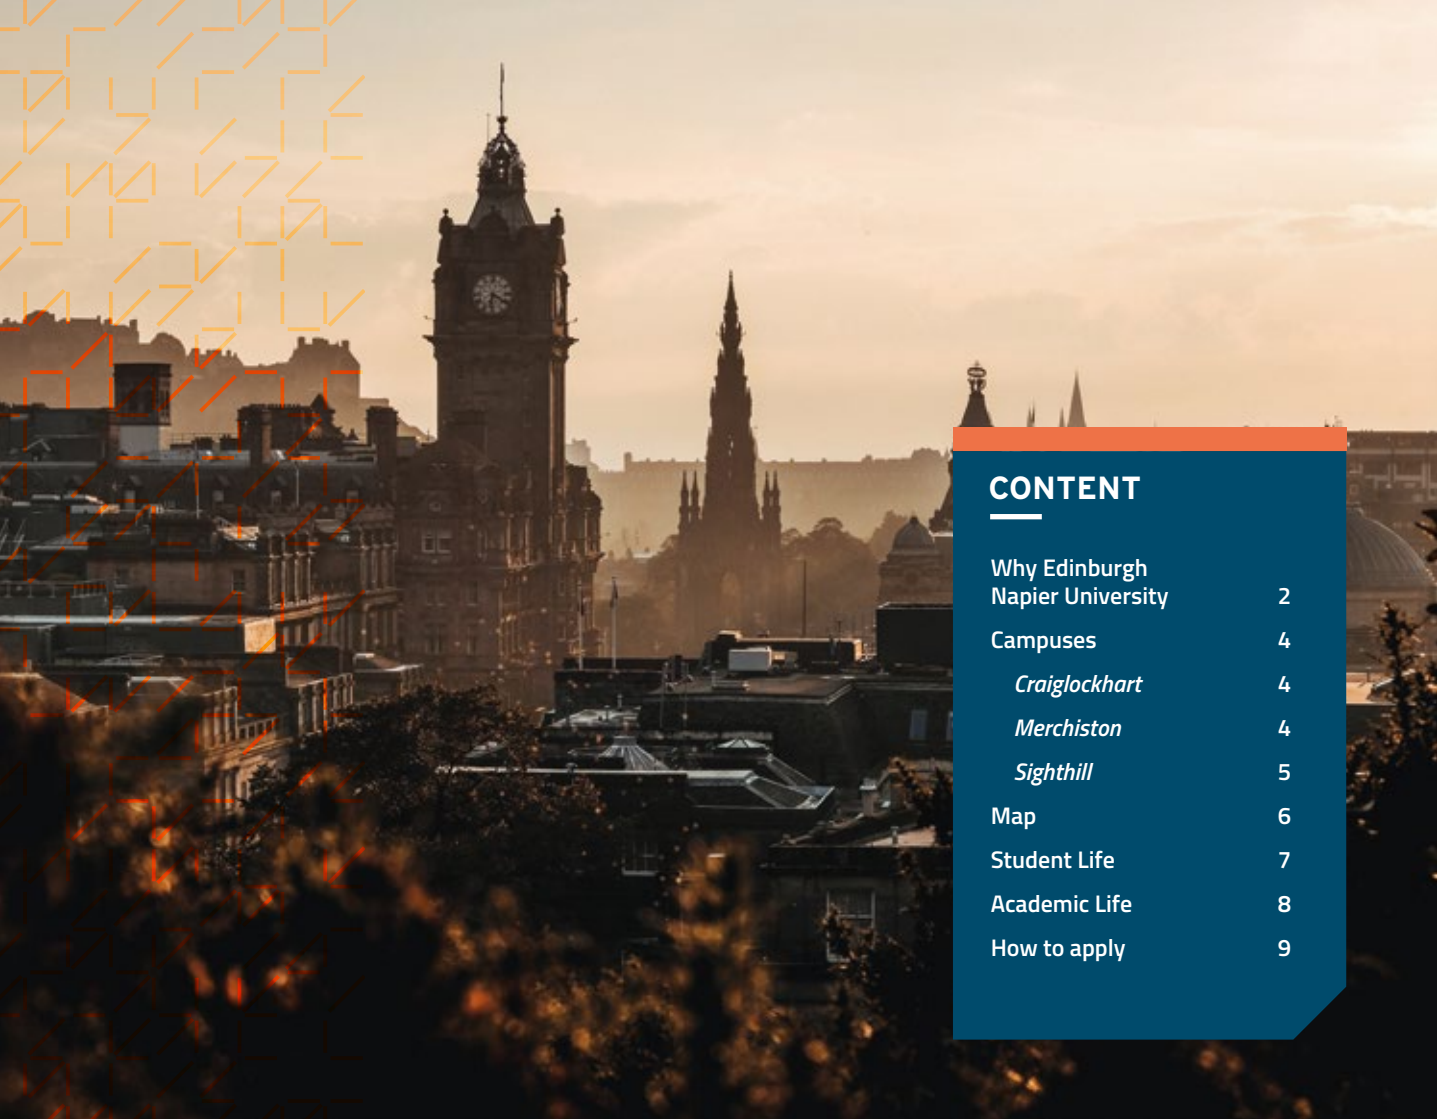 CONTENT
Why Edinburgh
Napier University 2
Campuses 4
Craiglockhart 4
Merchiston 4
Sighthill 5
Map 6
Student Life 7
Academic Life 8
How to apply 9